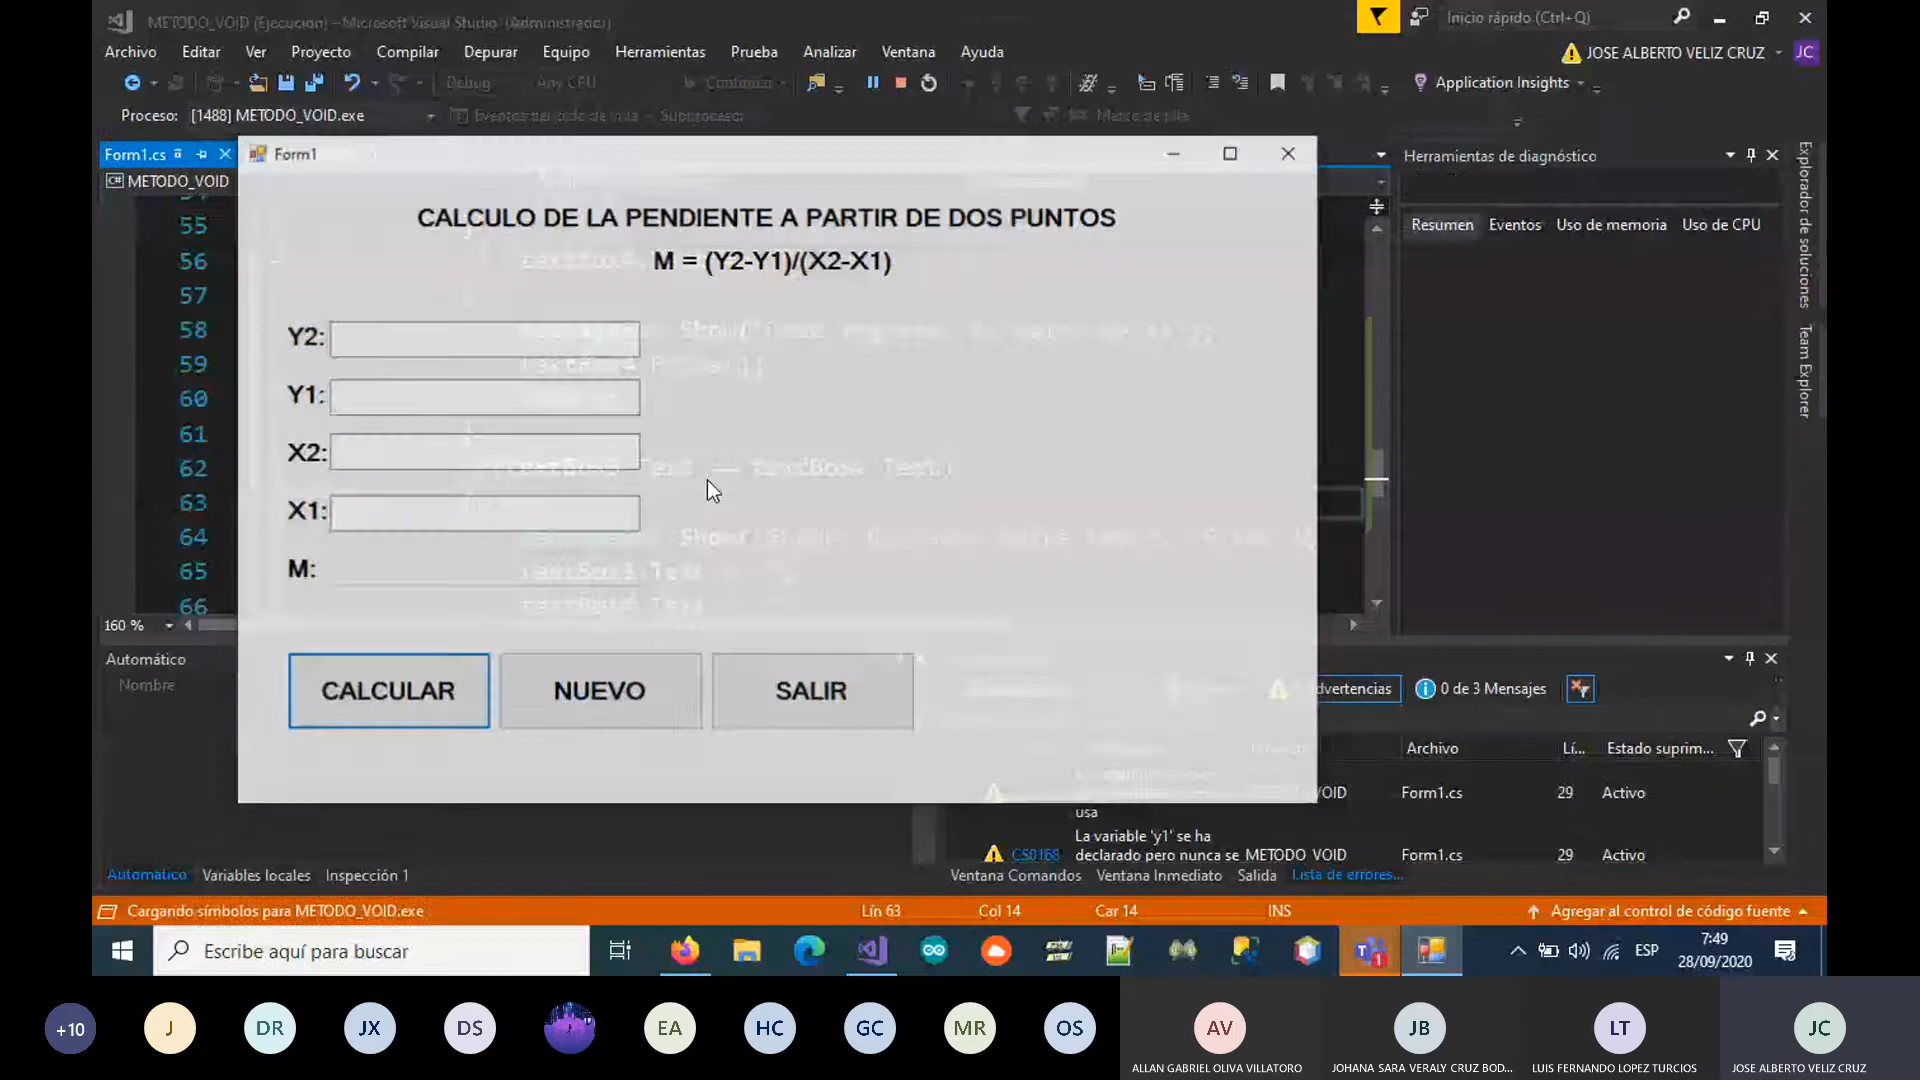 METODO_VOID (Ejecución) - Microsoft Visual Studio (Administrador)
Inicio rápido (Ctrl+Q)
Archivo Editar Ver Proyecto Compilar Depurar Equipo Herramientas Prueba Analizar Ventana Ayuda
JOSE ALBERTO VELIZ CRUZ JC
Debug Any CPU Continuar Application Insights
Proceso: [1488] METODO_VOID.exe
Form1.cs
Form1
Herramientas de diagnóstico
METODO_VOID
Resumen Eventos Uso de memoria Uso de CPU
Explorador de soluciones
Team Explorer
CALCULO DE LA PENDIENTE A PARTIR DE DOS PUNTOS
M = (Y2-Y1)/(X2-X1)
Y2:
Y1:
X2:
X1:
M:
CALCULAR NUEVO SALIR
55
56
57
58
59
60
61
62
63
64
65
66
160 %
Automático
Nombre
dvertencias 0 de 3 Mensajes
Archivo Lí... Estado suprim...
VOID Form1.cs 29 Activo
usa
La variable 'y1' se ha
CS0168 declarado pero nunca se METODO_VOID Form1.cs 29 Activo
Automático Variables locales Inspección 1
Ventana Comandos Ventana Inmediato Salida Lista de errores...
Cargando símbolos para METODO_VOID.exe Lín 63 Col 14 Car 14 INS Agregar al control de código fuente
Escribe aquí para buscar
1
ESP
7:49
28/09/2020
+10 J DR JX DS EA HC GC MR OS AV JB LT JC
ALLAN GABRIEL OLIVA VILLATORO JOHANA SARA VERALY CRUZ BOD... LUIS FERNANDO LOPEZ TURCIOS JOSE ALBERTO VELIZ CRUZ